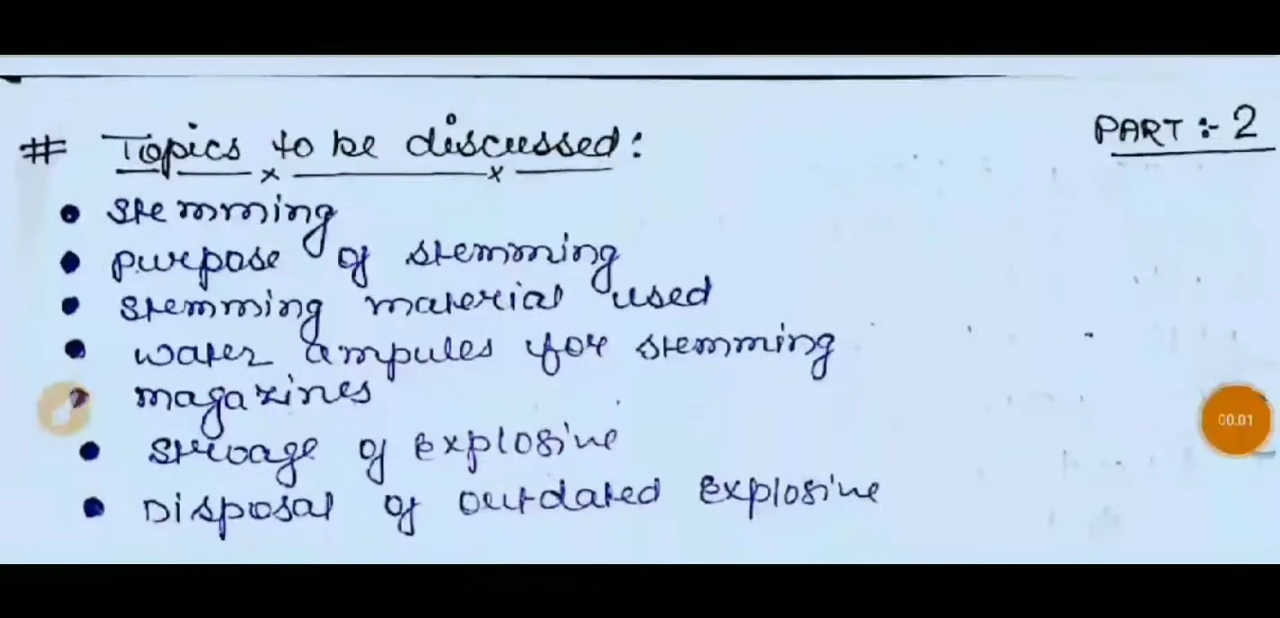 # Topics to be discussed:
PART :- 2
• stemming
• purpose of stemming
• stemming material used
• water ampules for stemming
• magazines
• storage of explosive
• Disposal of outdated explosive
00.01